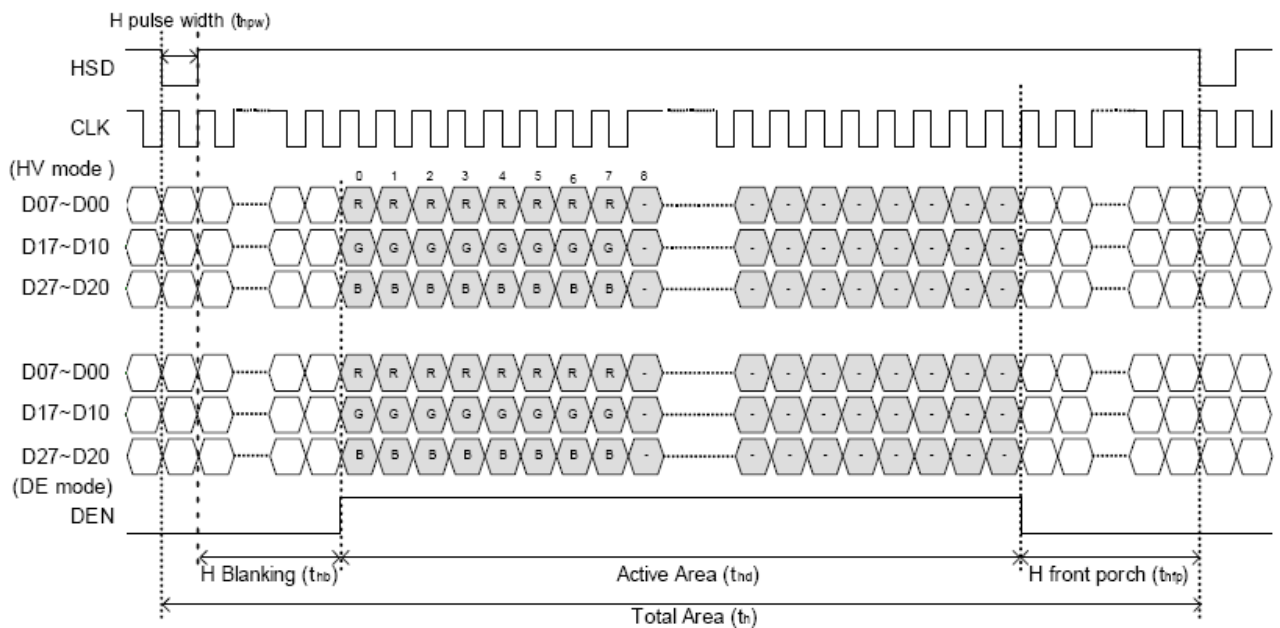 H pulse width (thpw)
HSD
CLK
(HV mode )
0 1 2 3 4 5 6 7 8
D07~D00 R R R R R R R R - - - - - - - - -
D17~D10 G G G G G G G G - - - - - - - - -
D27~D20 B B B B B B B B - - - - - - - - -
D07~D00 R R R R R R R R - - - - - - - - -
D17~D10 G G G G G G G G - - - - - - - - -
D27~D20 B B B B B B B B - - - - - - - - -
(DE mode)
DEN
H Blanking (thb) Active Area (thd) H front porch (thfp)
Total Area (th)